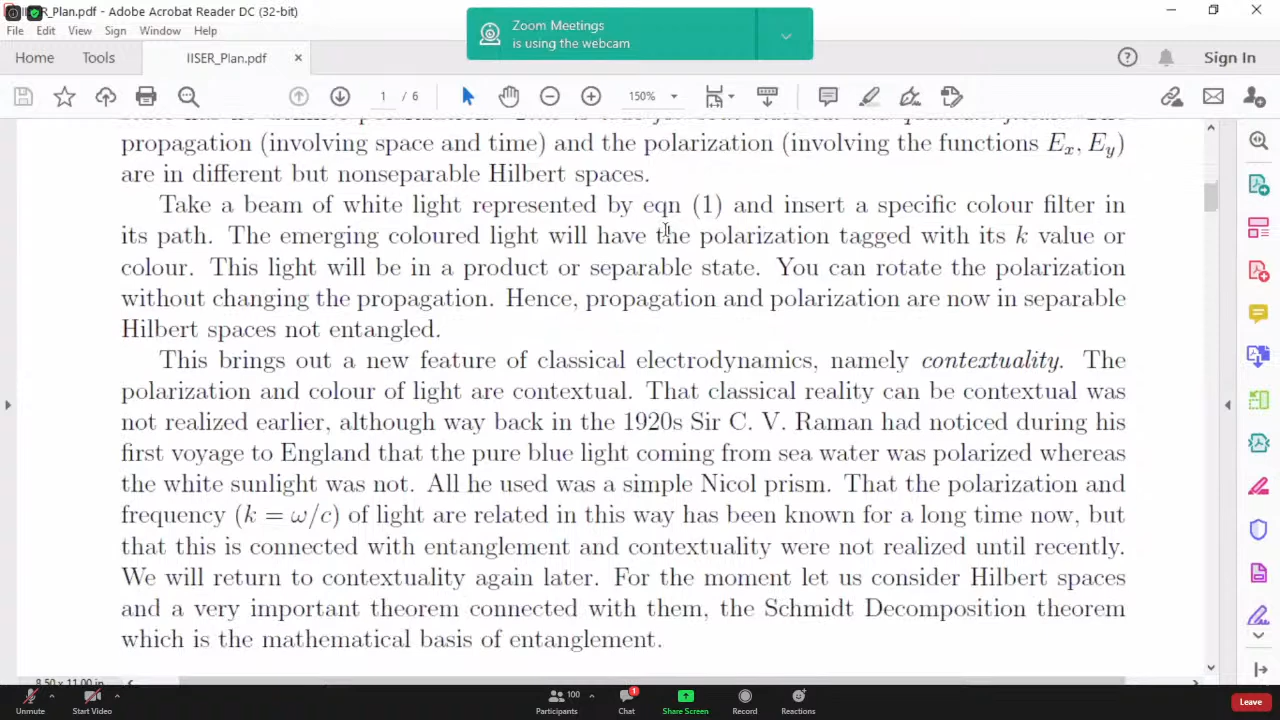 IISER_Plan.pdf - Adobe Acrobat Reader DC (32-bit)
Zoom Meetings
is using the webcam
File Edit View Sign Window Help
Home Tools IISER_Plan.pdf × Sign In
1 / 6 150%
propagation (involving space and time) and the polarization (involving the functions Eₓ, E_y)
are in different but nonseparable Hilbert spaces.
Take a beam of white light represented by eqn (1) and insert a specific colour filter in
its path. The emerging coloured light will have the polarization tagged with its k value or
colour. This light will be in a product or separable state. You can rotate the polarization
without changing the propagation. Hence, propagation and polarization are now in separable
Hilbert spaces not entangled.
This brings out a new feature of classical electrodynamics, namely contextuality. The
polarization and colour of light are contextual. That classical reality can be contextual was
not realized earlier, although way back in the 1920s Sir C. V. Raman had noticed during his
first voyage to England that the pure blue light coming from sea water was polarized whereas
the white sunlight was not. All he used was a simple Nicol prism. That the polarization and
frequency (k = ω/c) of light are related in this way has been known for a long time now, but
that this is connected with entanglement and contextuality were not realized until recently.
We will return to contextuality again later. For the moment let us consider Hilbert spaces
and a very important theorem connected with them, the Schmidt Decomposition theorem
which is the mathematical basis of entanglement.
8.50 x 11.00 in
100 1
Unmute Start Video Participants Chat Share Screen Record Reactions Leave